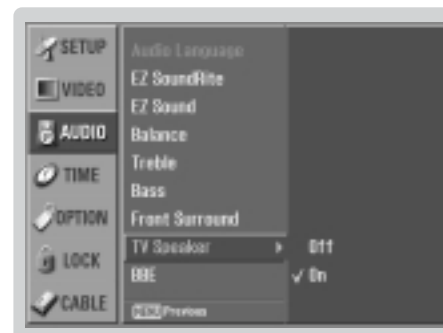 SETUP
VIDEO
AUDIO
TIME
OPTION
LOCK
CABLE
Audio Language
EZ SoundRite
EZ Sound
Balance
Treble
Bass
Front Surround
TV Speaker
BBE
MENU Previous
Off
✓ On